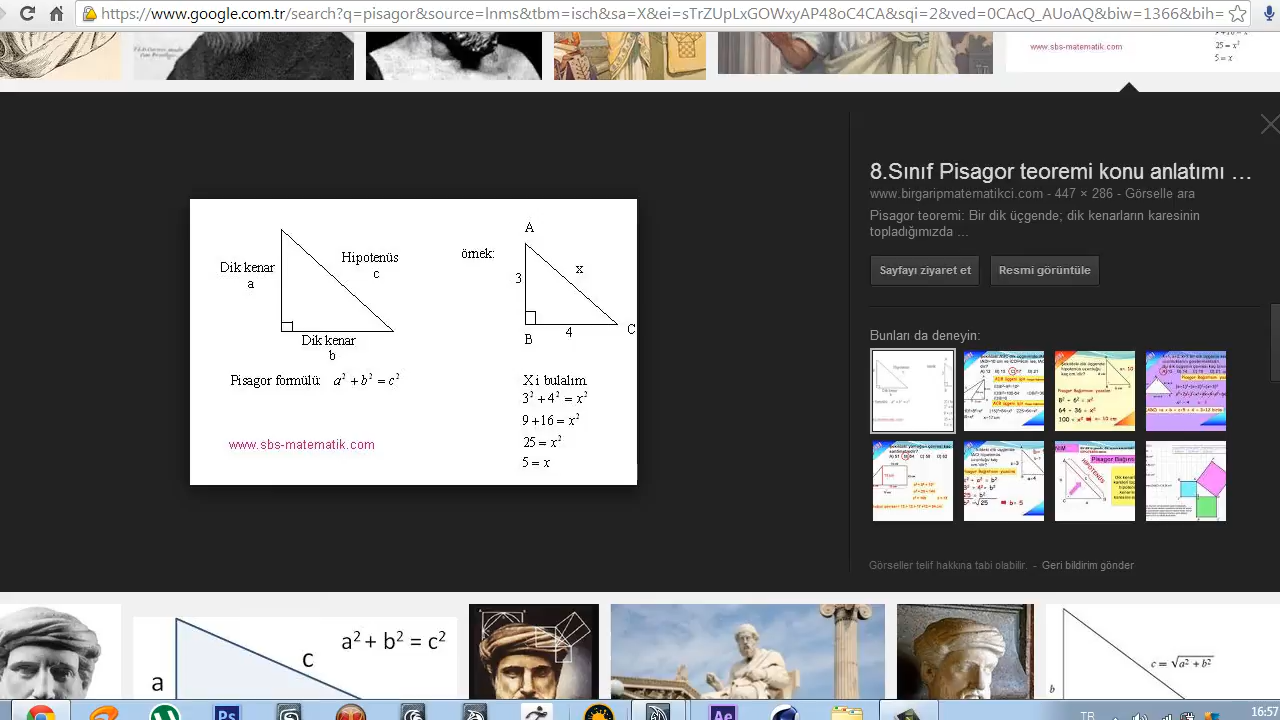 https://www.google.com.tr/search?q=pisagor&source=lnms&tbm=isch&sa=X&ei=sTrZUpLxGOWxyAP48oC4CA&sqi=2&ved=0CAcQ_AUoAQ&biw=1366&bih=
www.sbs-matematik.com
25 = x²
5 = x
8.Sınıf Pisagor teoremi konu anlatımı ...
www.birgaripmatematikci.com - 447 × 286 - Görselle ara
Pisagor teoremi: Bir dik üçgende; dik kenarların karesinin
topladığımızda ...
Sayfayı ziyaret et
Resmi görüntüle
Bunları da deneyin:
Görseller telif hakkına tabi olabilir. - Geri bildirim gönder
Dik kenar
a
Hipotenüs
c
Dik kenar
b
Pisagor formülü a² + b² = c²
www.sbs-matematik.com
örnek:
A
3
x
B
4
C
i bulalım.
3² + 4² = x²
9 + 16 = x²
25 = x²
5 = x
a² + b² = c²
c
a
c = √a² + b²
b
Ps
Ae
TR
16:57